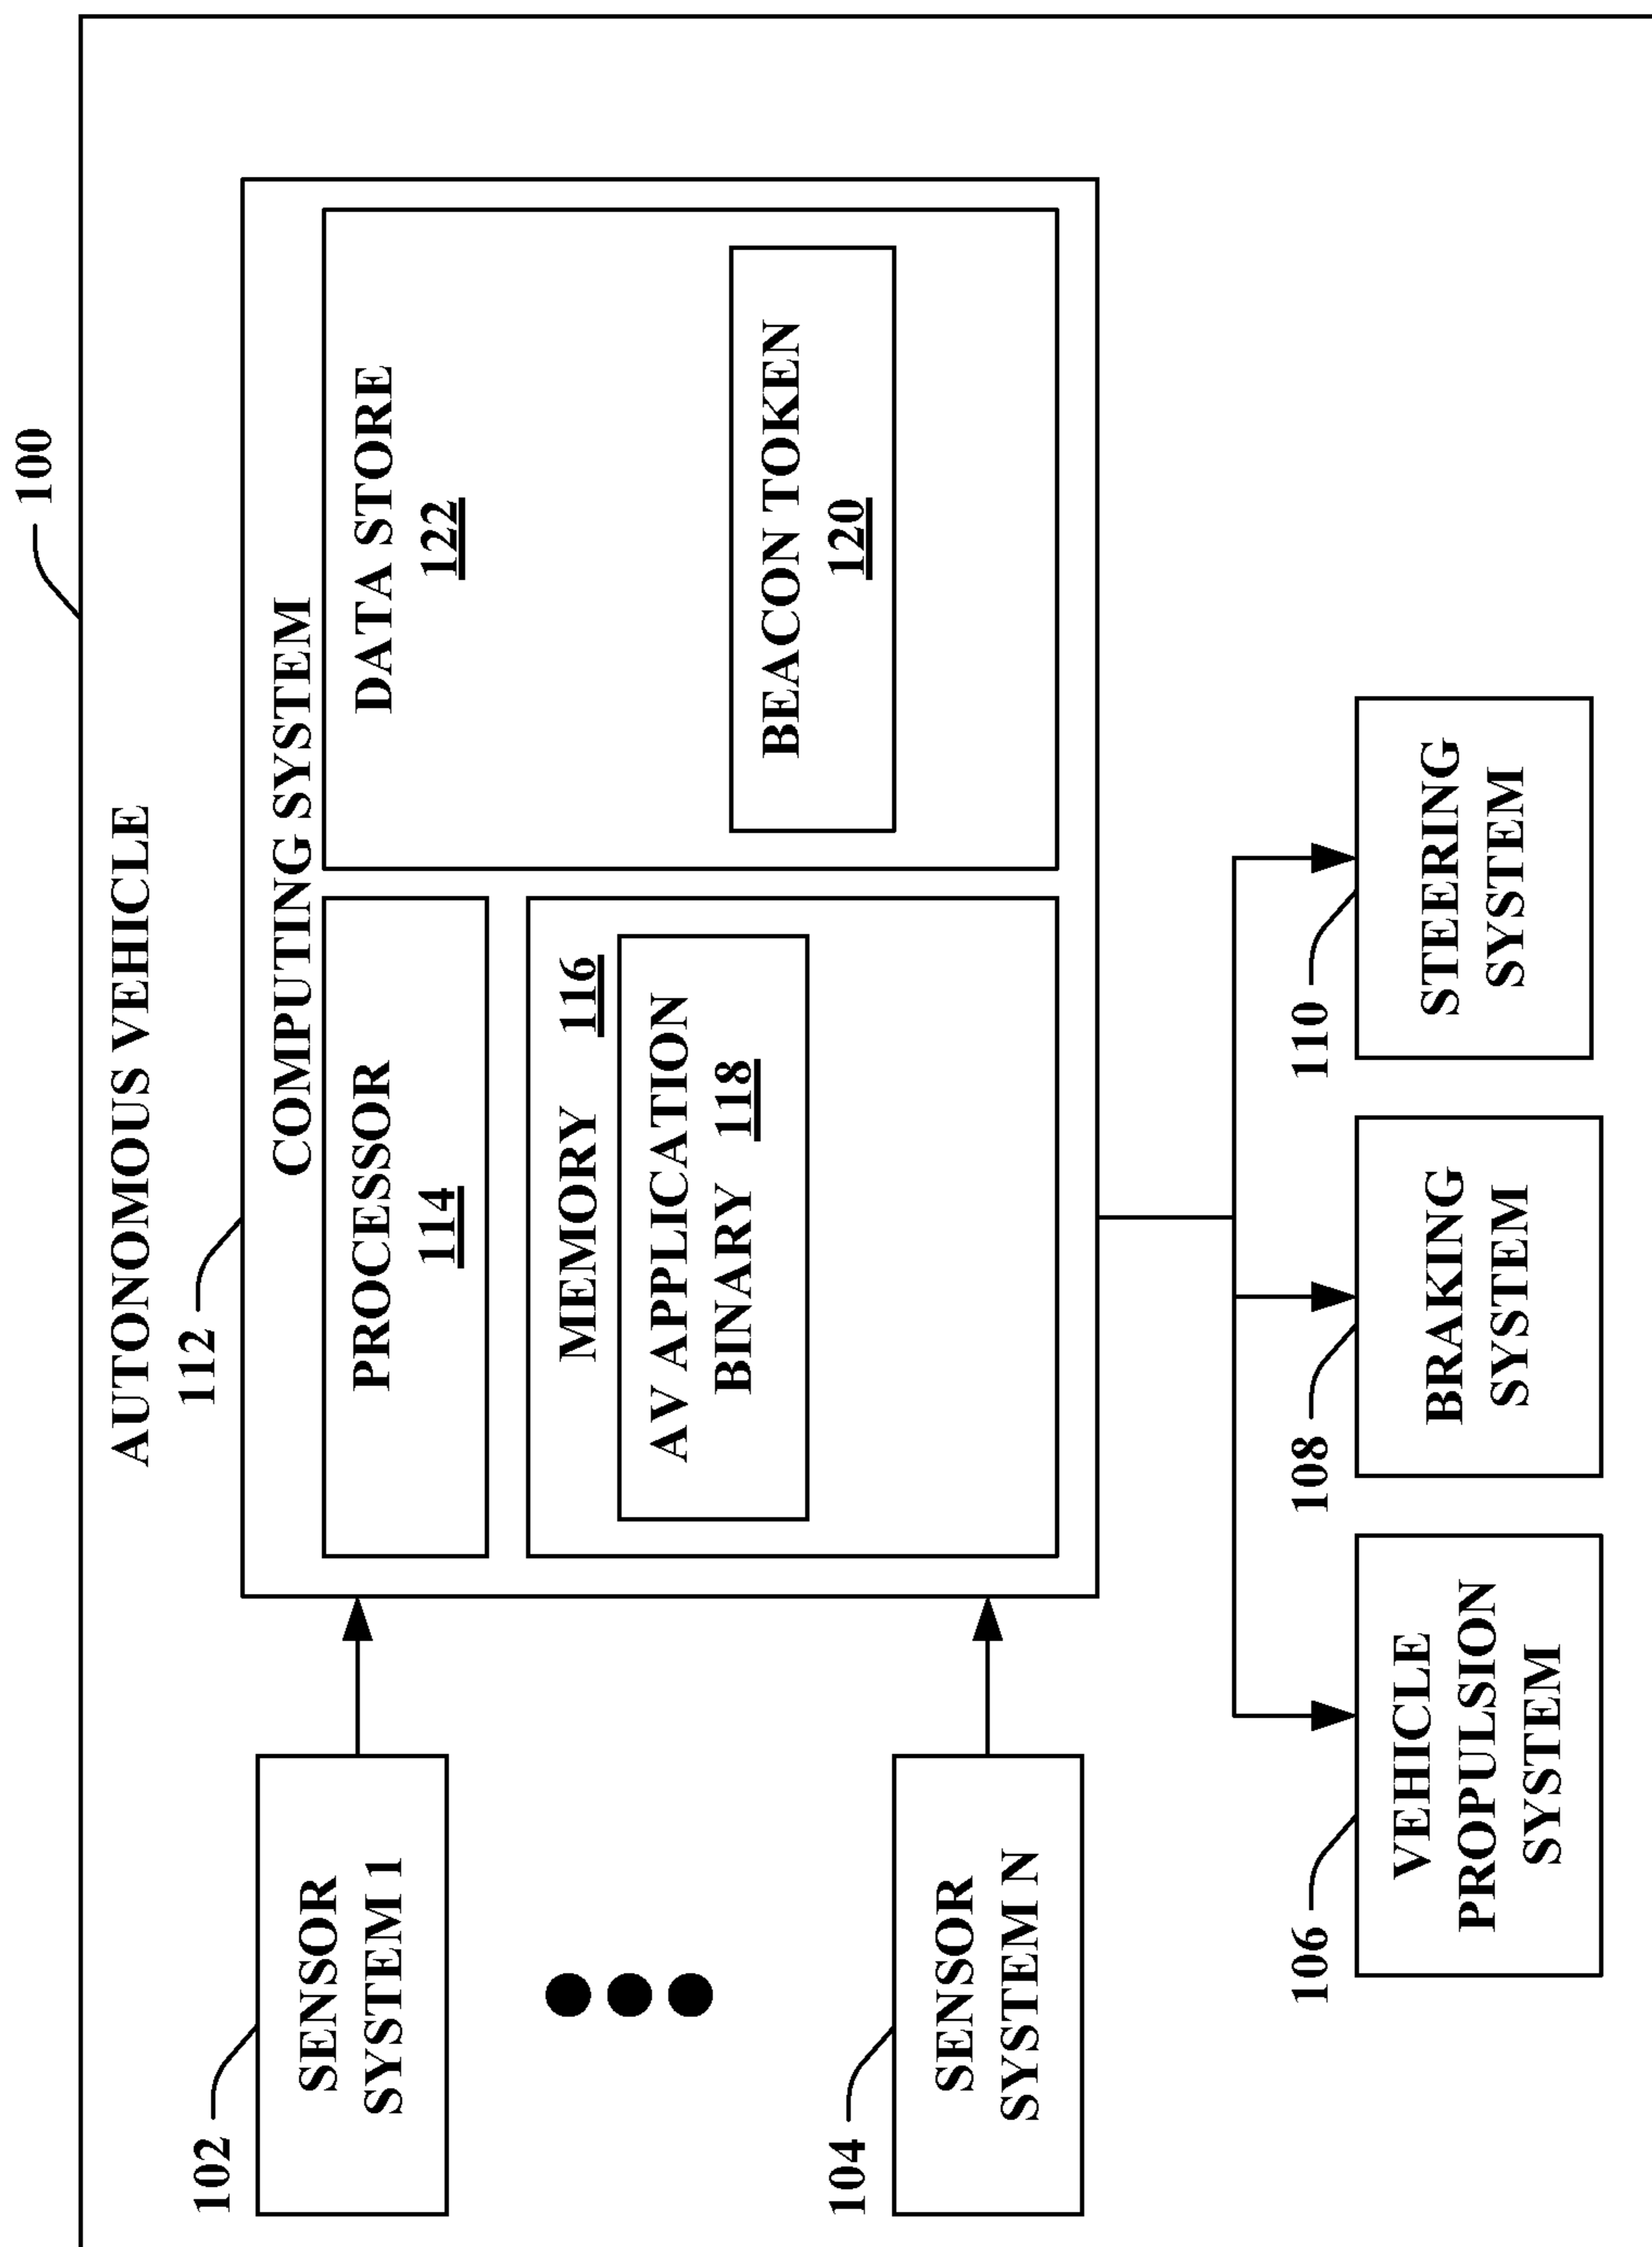 100
AUTONOMOUS VEHICLE
112
COMPUTING SYSTEM
102
SENSOR
SYSTEM 1
PROCESSOR
114
DATA STORE
122
MEMORY 116
AV APPLICATION
BINARY 118
BEACON TOKEN
120
104
SENSOR
SYSTEM N
106
VEHICLE
PROPULSION
SYSTEM
108
BRAKING
SYSTEM
110
STEERING
SYSTEM